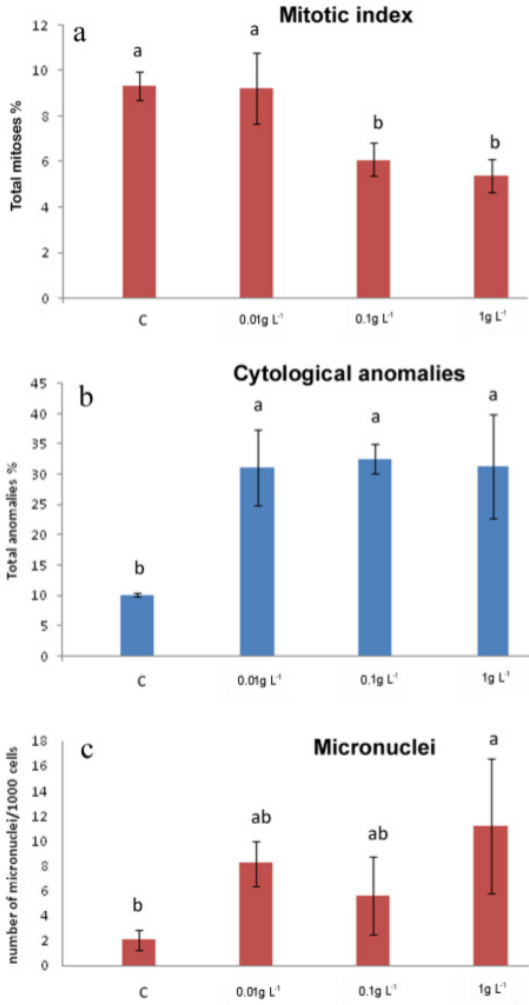 Mitotic index
a
Total mitoses %
12
10
8
6
4
2
0
a
a
b
b
C
0.01g L⁻¹
0.1g L⁻¹
1g L⁻¹
Cytological anomalies
b
Total anomalies %
45
40
35
30
25
20
15
10
5
0
b
a
a
a
C
0.01g L⁻¹
0.1g L⁻¹
1g L⁻¹
Micronuclei
c
number of micronuclei/1000 cells
18
16
14
12
10
8
6
4
2
0
b
ab
ab
a
C
0.01g L⁻¹
0.1g L⁻¹
1g L⁻¹